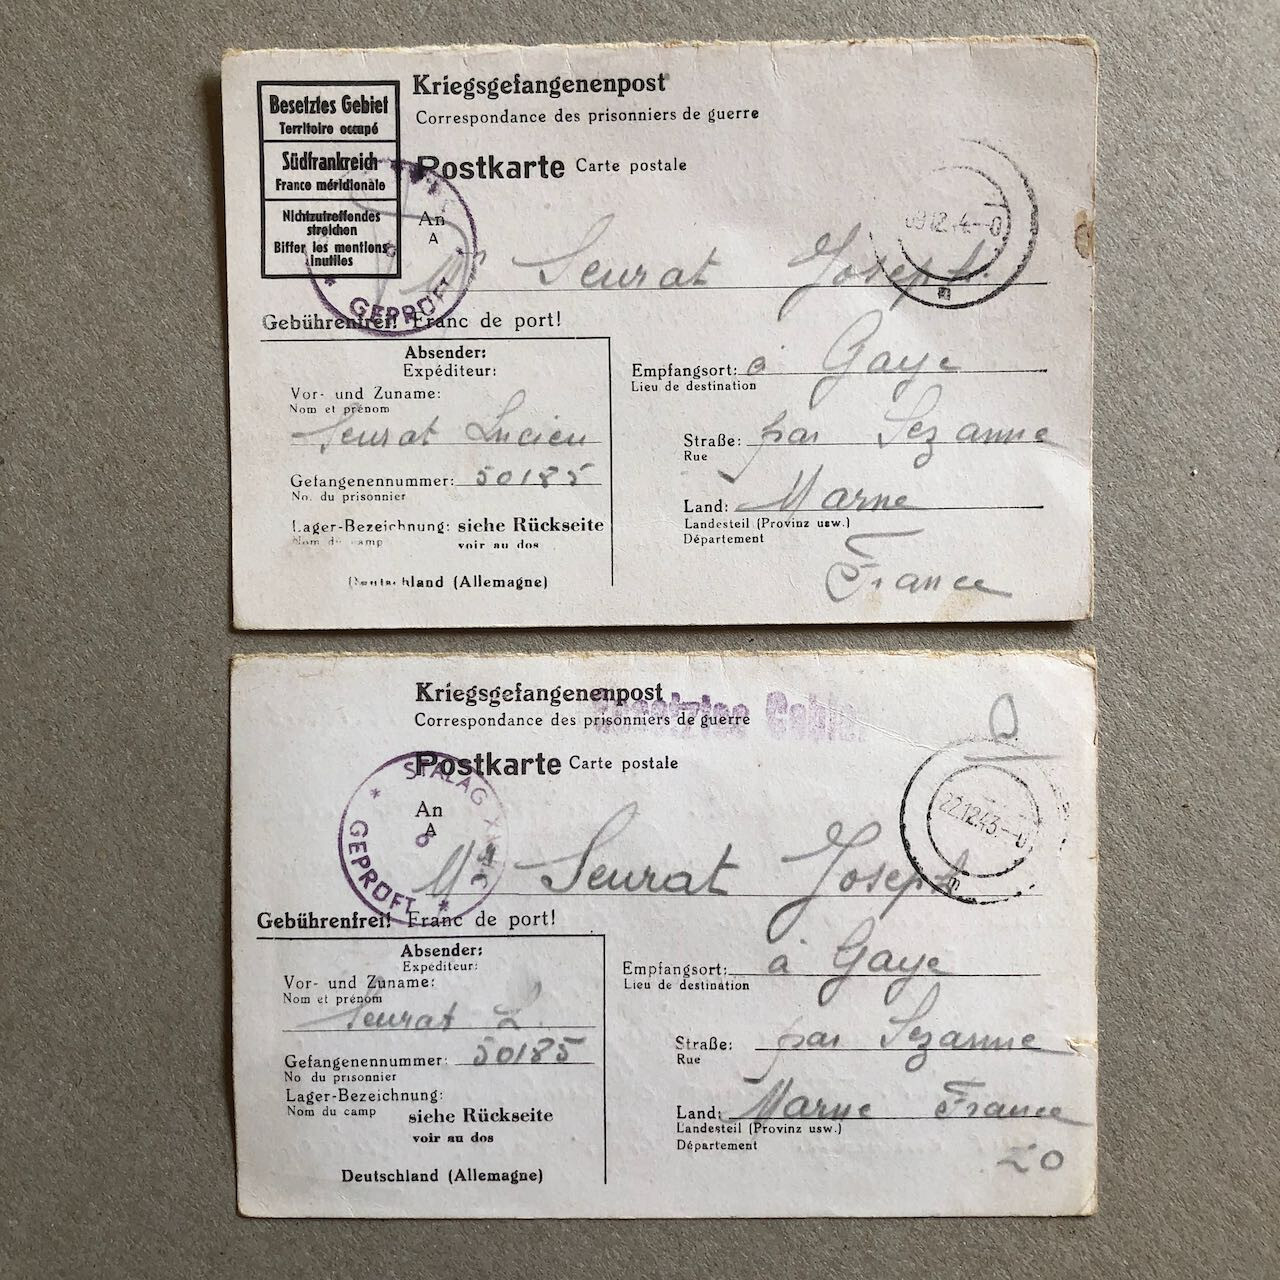 Kriegsgefangenenpost
Correspondance des prisonniers de guerre
Besetztes Gebiet
Territoire occupé
Südfrankreich
France méridionale
Nichtzutreffendes
streichen
Biffer les mentions
inutiles
Postkarte Carte postale
An
A
GEPRÜFT
Mr Seurat Joseph
Gebührenfrei! Franc de port!
Absender:
Expéditeur:
Vor- und Zuname:
Nom et prénom
Seurat Lucien
Gefangenennummer: 50185
No. du prisonnier
Lager-Bezeichnung: siehe Rückseite
Nom du camp voir au dos
Deutschland (Allemagne)
Empfangsort: à Gaye
Lieu de destination
Straße: par Sezanne
Rue
Land: Marne
Landesteil (Provinz usw.)
Département
France
Kriegsgefangenenpost
Besetztes Gebiet
Correspondance des prisonniers de guerre
Postkarte Carte postale
STALAG
GEPRÜFT
6
An
A
22.12.43.-0
m
Mr Seurat Joseph
Gebührenfrei! Franc de port!
Absender:
Expéditeur:
Vor- und Zuname:
Nom et prénom
Seurat L.
Gefangenennummer: 50185
No du prisonnier
Lager-Bezeichnung:
Nom du camp siehe Rückseite
voir au dos
Deutschland (Allemagne)
Empfangsort: à Gaye
Lieu de destination
Straße: par Sezanne
Rue
Land: Marne France
Landesteil (Provinz usw.)
Département
20